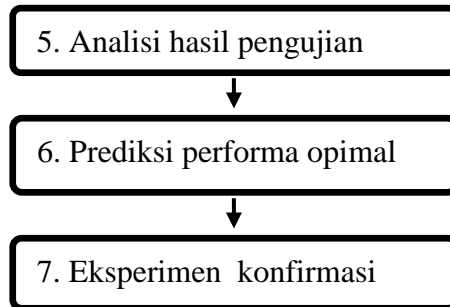 5. Analisi hasil pengujian
6. Prediksi performa opimal
7. Eksperimen konfirmasi